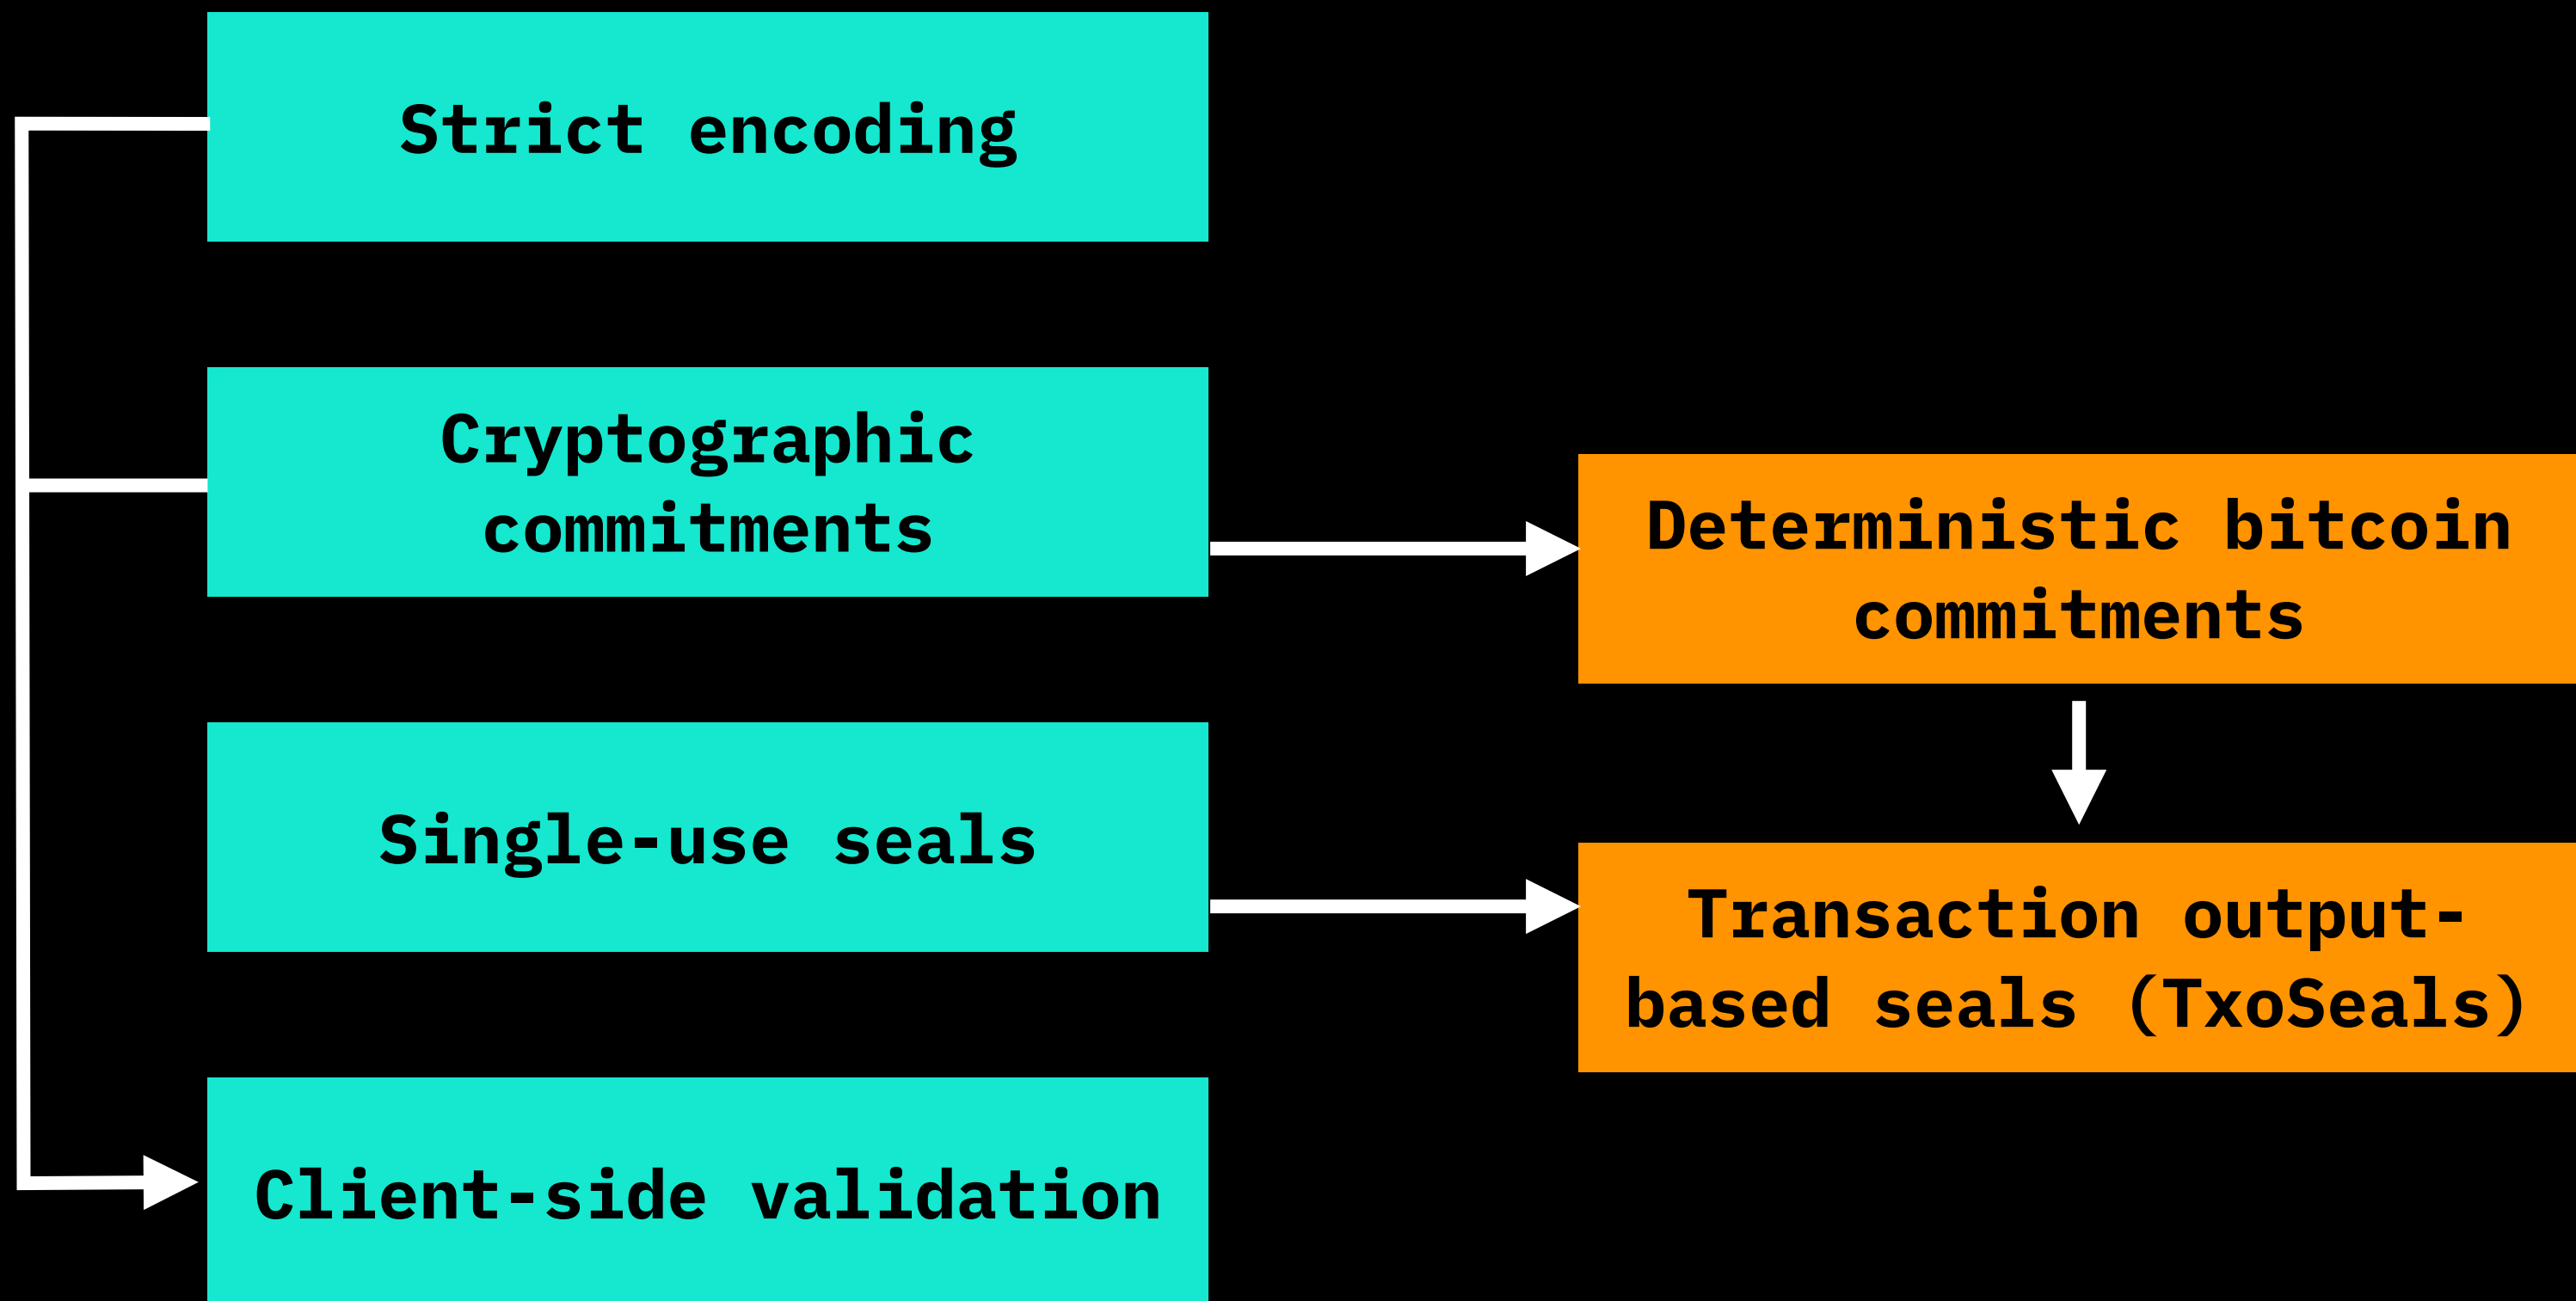 Strict encoding
Cryptographic
commitments
Deterministic bitcoin
commitments
Single-use seals
Transaction output-
based seals (TxoSeals)
Client-side validation